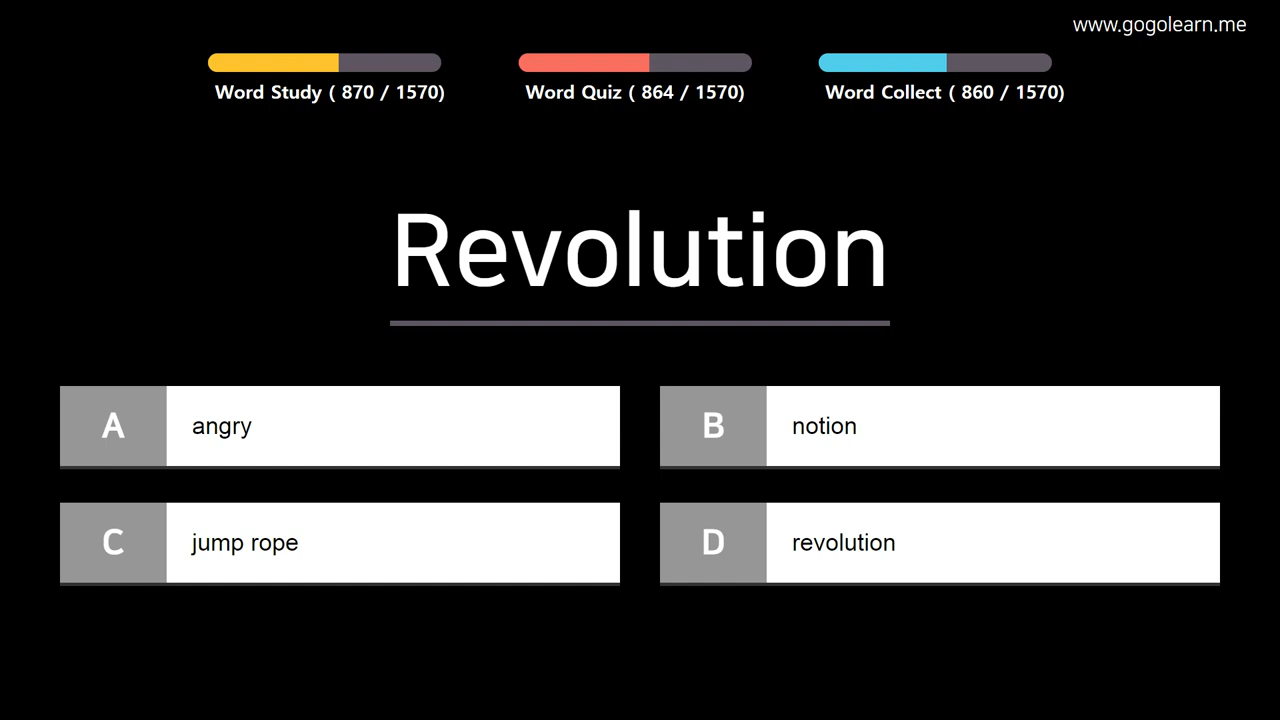 www.gogolearn.me
Word Study ( 870 / 1570)
Word Quiz ( 864 / 1570)
Word Collect ( 860 / 1570)
Revolution
A angry
B notion
C jump rope
D revolution